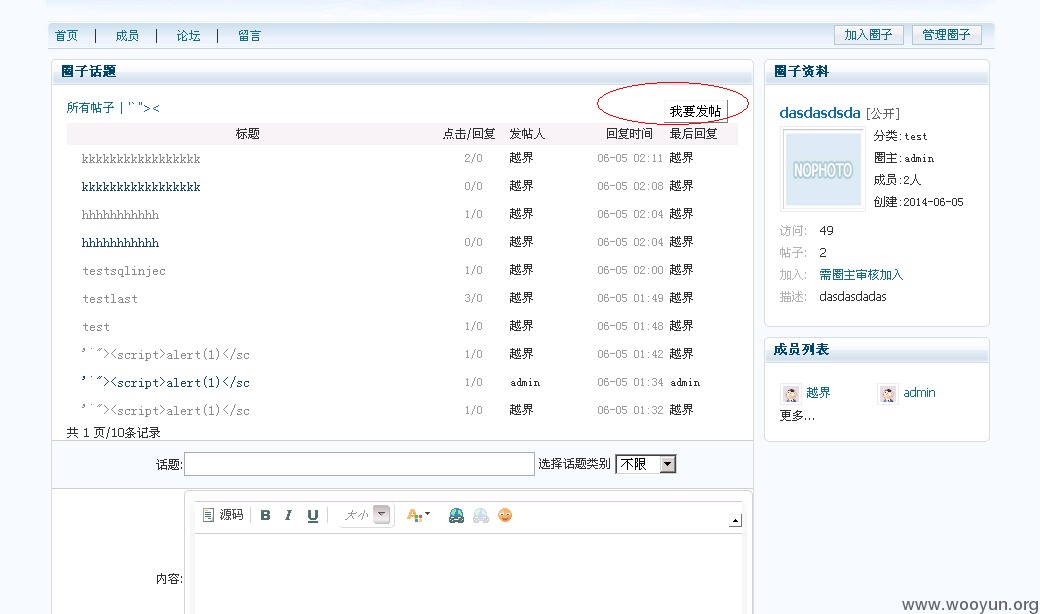 首页 | 成员 | 论坛 | 留言 加入圈子 管理圈子
圈子话题
所有帖子 | '`"><
我要发帖
标题 点击/回复 发帖人 回复时间 最后回复
kkkkkkkkkkkkkkkkk 2/0 越界 06-05 02:11 越界
kkkkkkkkkkkkkkkkk 0/0 越界 06-05 02:08 越界
hhhhhhhhhhh 1/0 越界 06-05 02:04 越界
hhhhhhhhhhh 0/0 越界 06-05 02:04 越界
testsqlinjec 1/0 越界 06-05 02:00 越界
testlast 3/0 越界 06-05 01:49 越界
test 1/0 越界 06-05 01:48 越界
'`"><script>alert(1)</sc 1/0 越界 06-05 01:42 越界
'`"><script>alert(1)</sc 1/0 admin 06-05 01:34 admin
'`"><script>alert(1)</sc 1/0 越界 06-05 01:32 越界
共 1 页/10条记录
话题: 选择话题类别 不限
源码 B I U 大小 A
内容:
圈子资料
dasdasdsda [公开]
NOPHOTO
分类:test
圈主:admin
成员:2人
创建:2014-06-05
访问: 49
帖子: 2
加入: 需圈主审核加入
描述: dasdasdadas
成员列表
越界 admin
更多...
www.wooyun.org